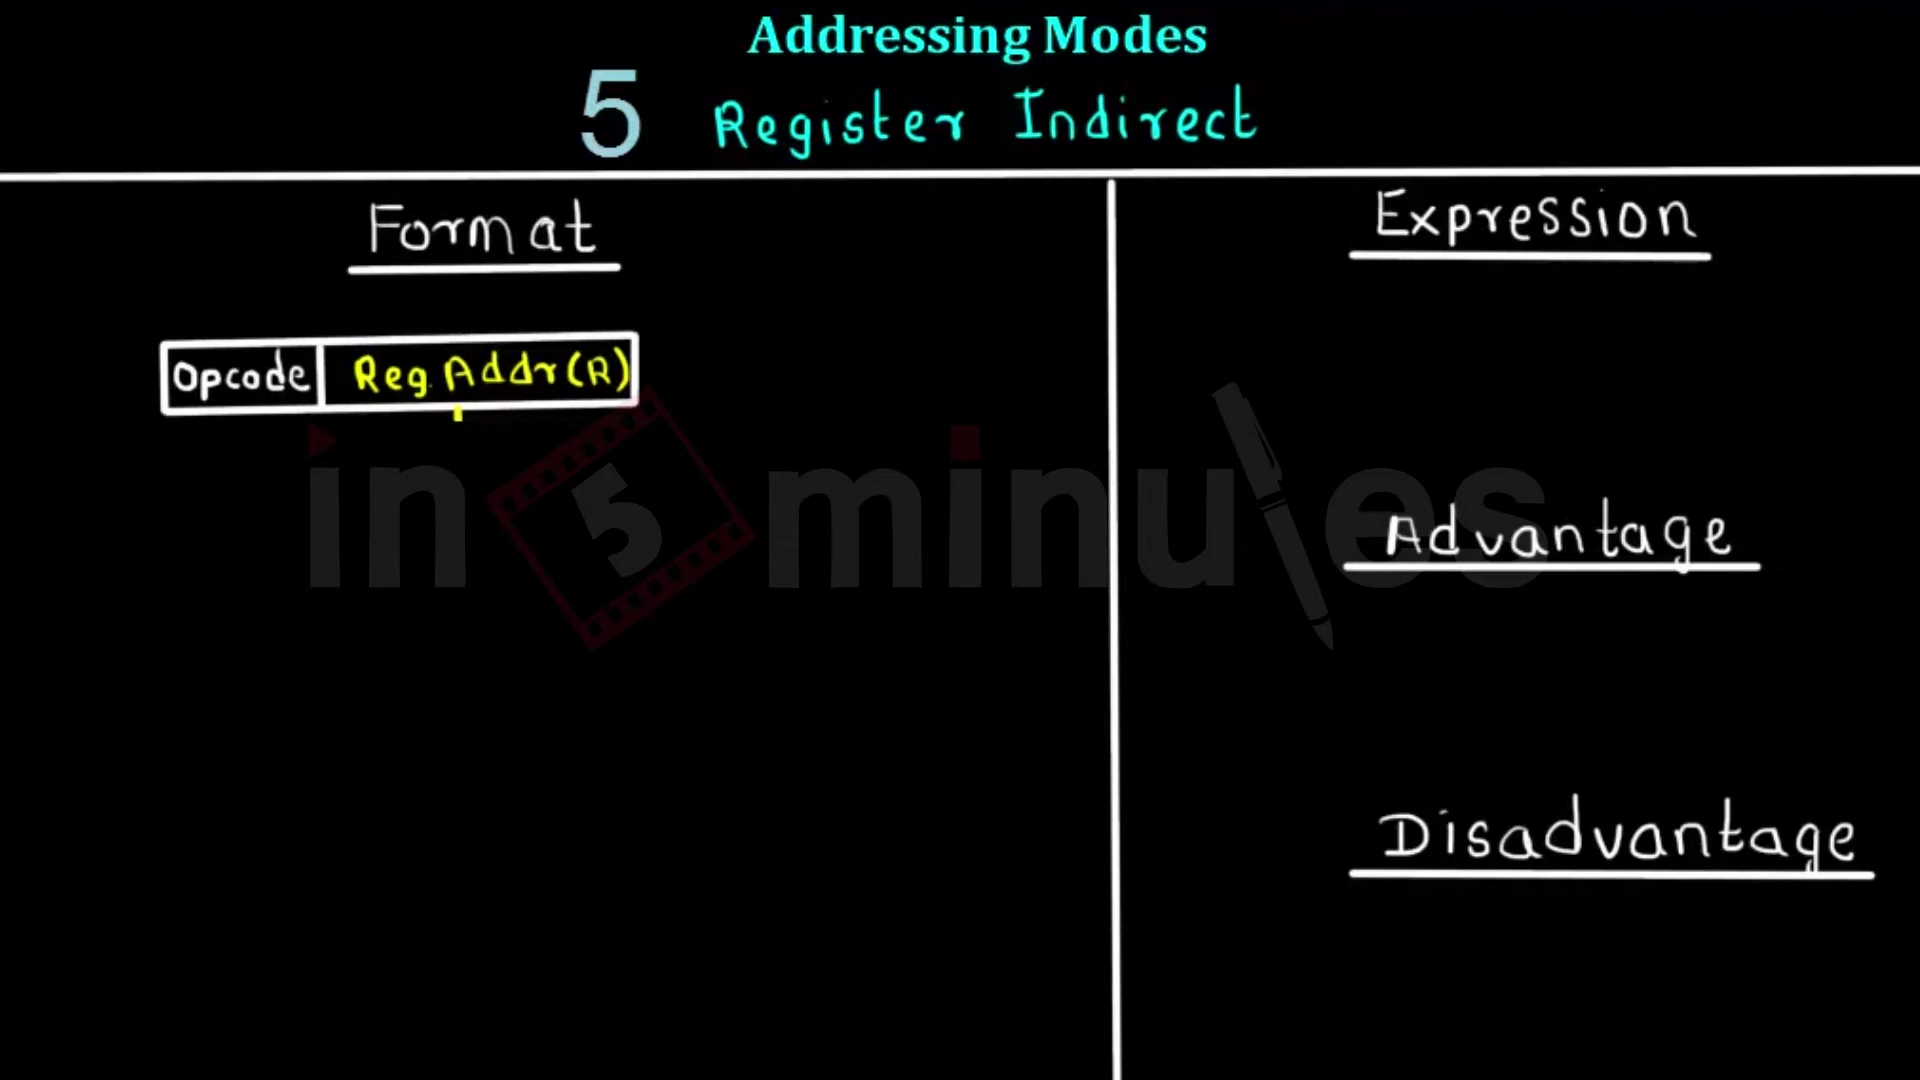 Addressing Modes
5 Register Indirect
Format
Opcode Reg. Addr(R)
Expression
in 5 minutes
Advantage
Disadvantage